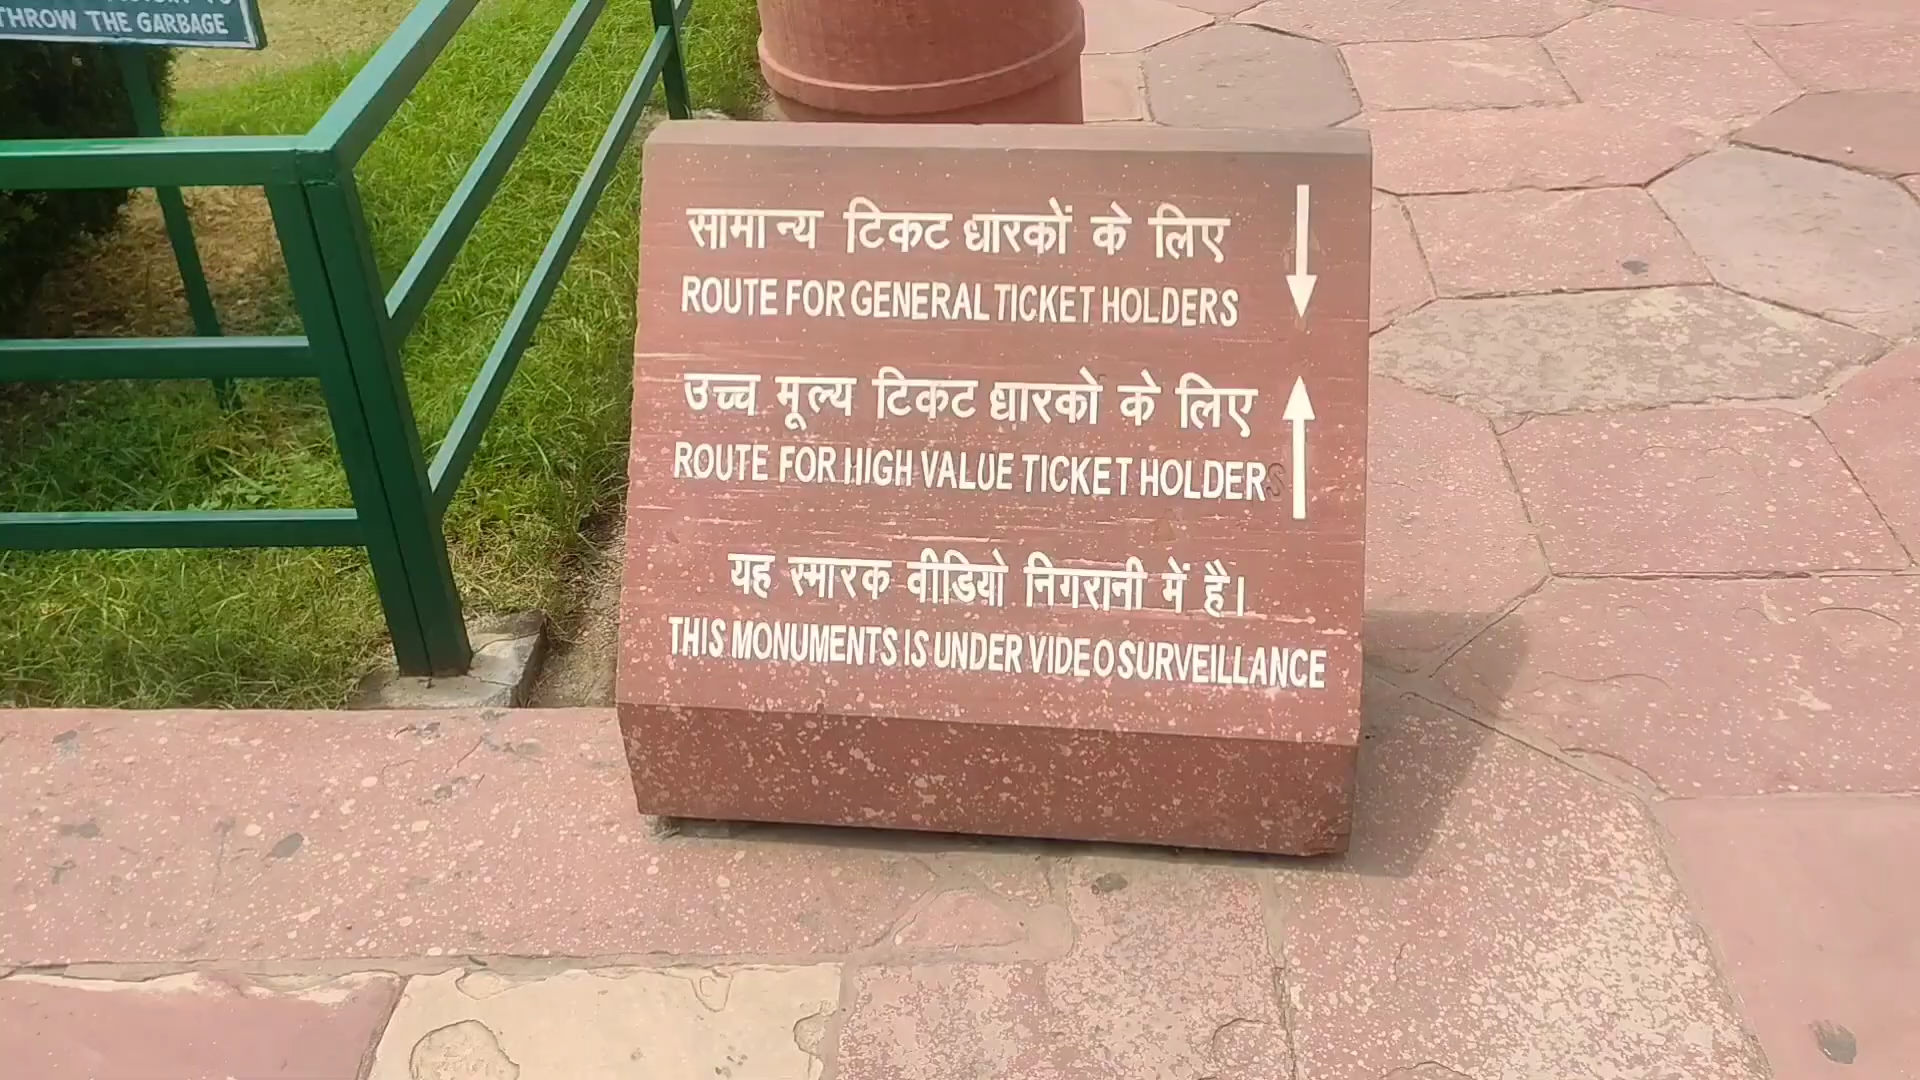 THROW THE GARBAGE
सामान्य टिकट धारकों के लिए
ROUTE FOR GENERAL TICKET HOLDERS
उच्च मूल्य टिकट धारको के लिए
ROUTE FOR HIGH VALUE TICKET HOLDERS
यह स्मारक वीडियो निगरानी में है।
THIS MONUMENTS IS UNDER VIDEO SURVEILLANCE